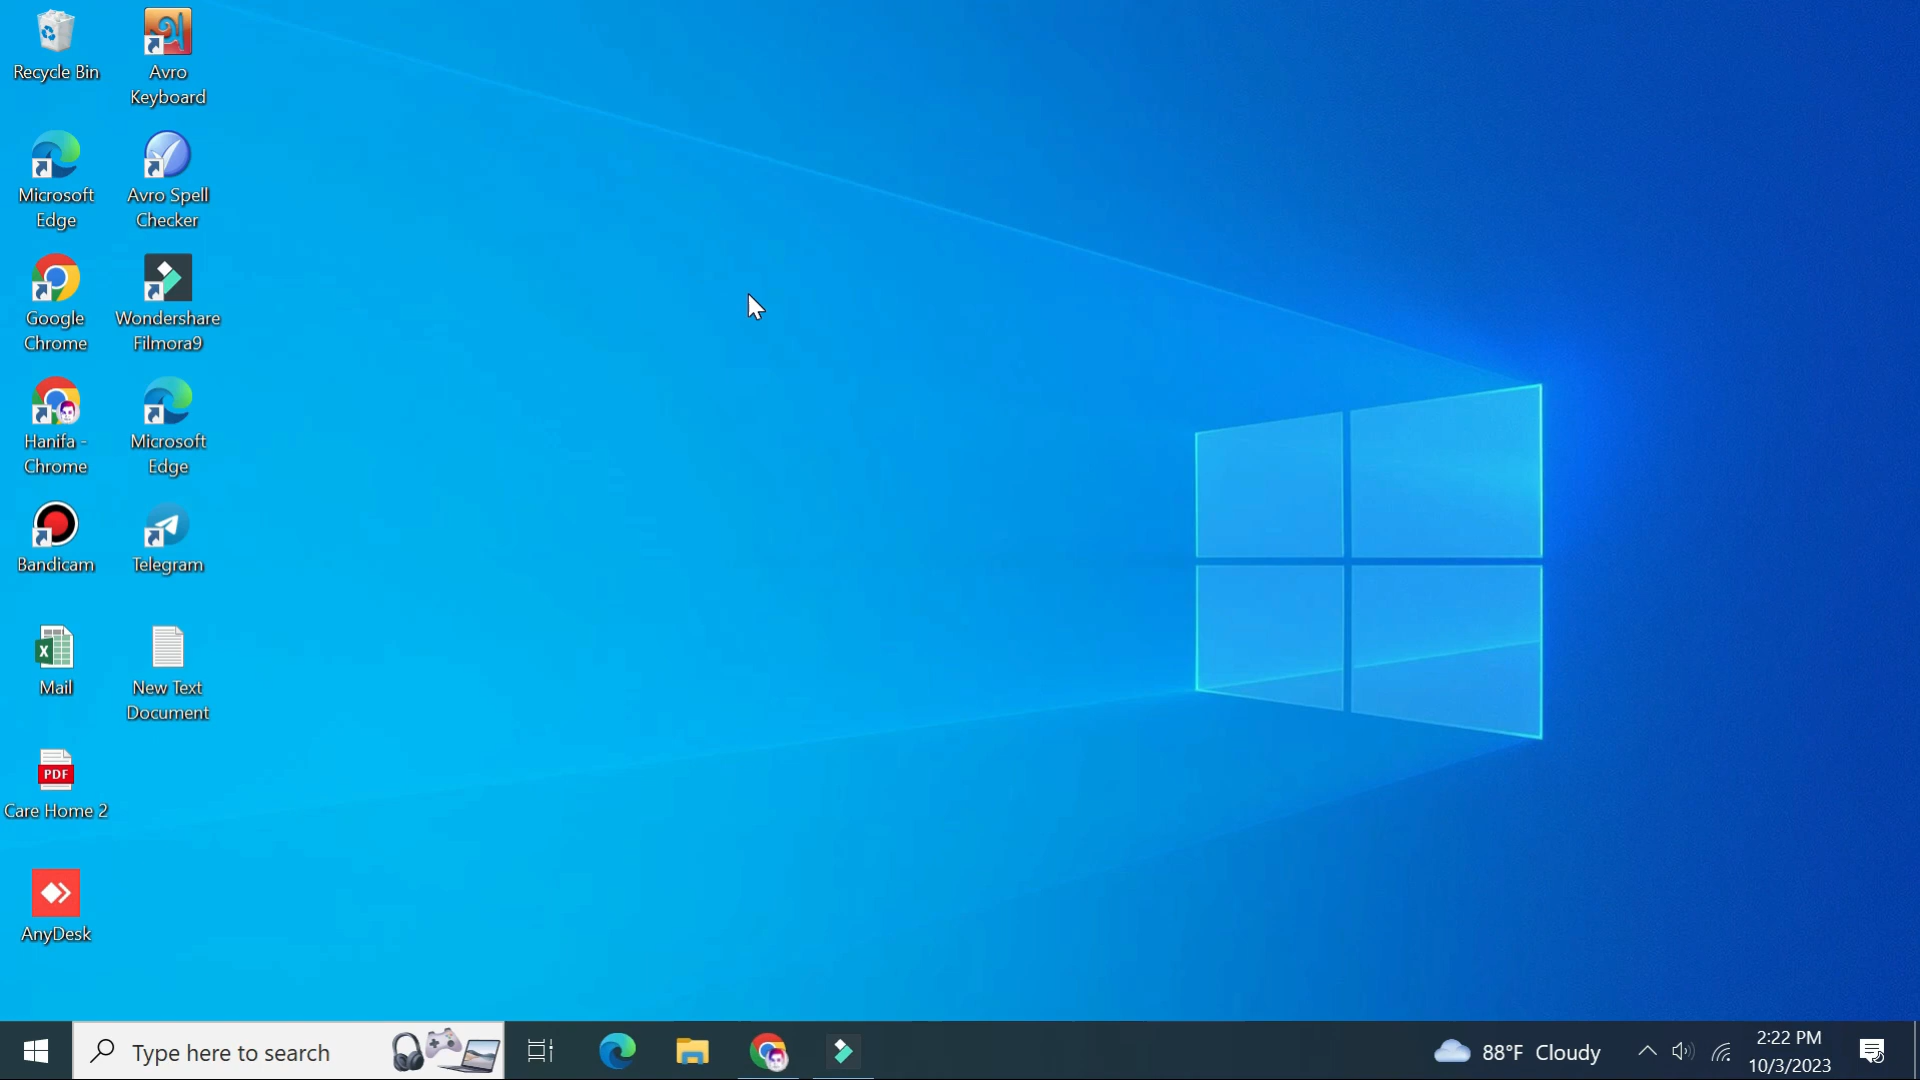 Recycle Bin
Avro
Keyboard
Microsoft
Edge
Avro Spell
Checker
Google
Chrome
Wondershare
Filmora9
Hanifa -
Chrome
Microsoft
Edge
Bandicam
Telegram
Mail
New Text
Document
PDF
Care Home 2
AnyDesk
Type here to search
88°F Cloudy
2:22 PM
10/3/2023